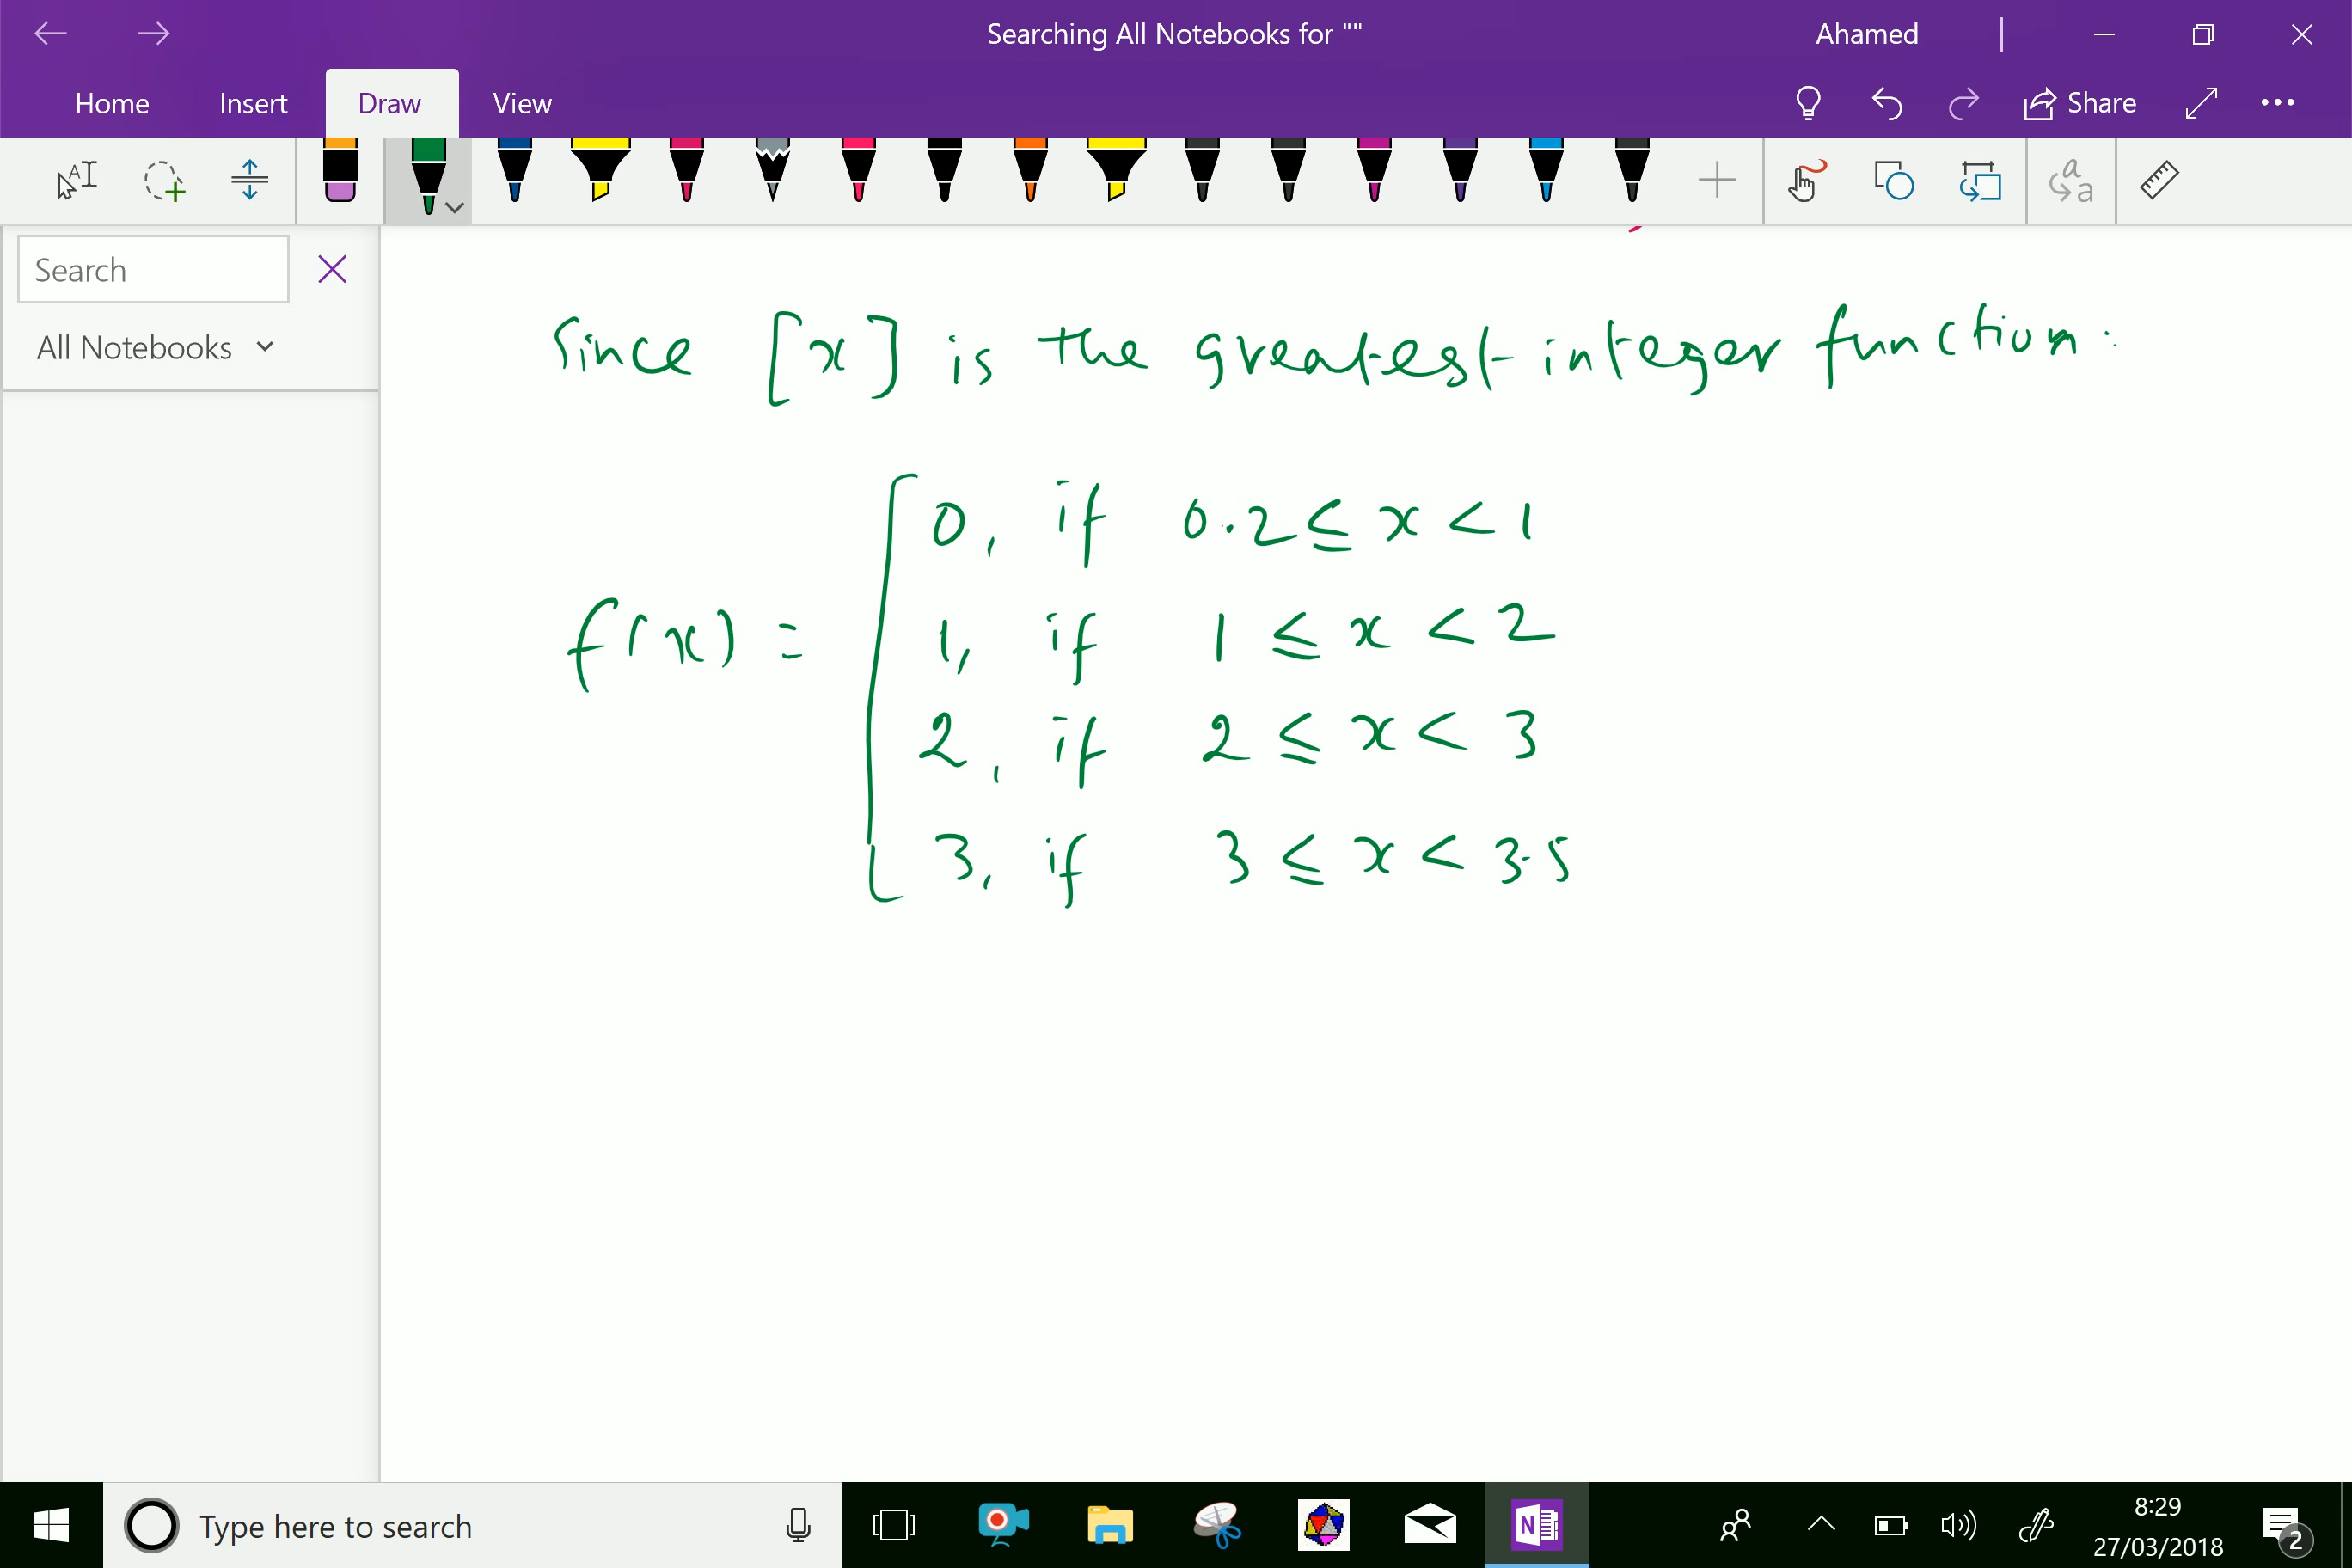 Searching All Notebooks for ""
Ahamed
Home Insert Draw View
Share
Search
All Notebooks
Since [x] is the greatest integer function.
f(x) =
0, if 0.2 ≤ x < 1
1, if 1 ≤ x < 2
2, if 2 ≤ x < 3
3, if 3 ≤ x < 3.5
Type here to search
N
8:29
27/03/2018
2